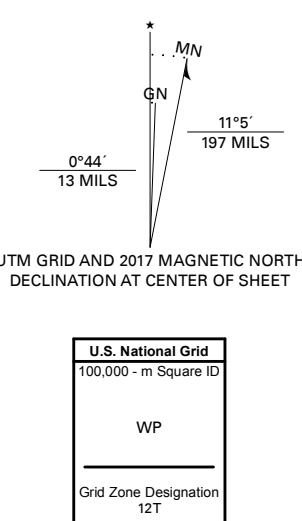 ★
MN
GN
11°5´
197 MILS
0°44´
13 MILS
UTM GRID AND 2017 MAGNETIC NORTH
DECLINATION AT CENTER OF SHEET
U.S. National Grid
100,000 - m Square ID
WP
Grid Zone Designation
12T